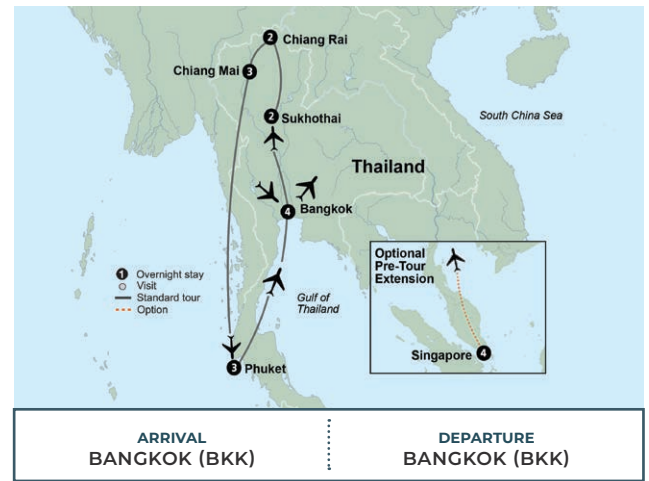 2 Chiang Rai
Chiang Mai 3
South China Sea
2 Sukhothai
Thailand
4 Bangkok
Optional
Pre-Tour
Extension
1 Overnight stay
Visit
Standard tour
Option
Gulf of
Thailand
Singapore 4
3 Phuket
ARRIVAL
BANGKOK (BKK)
DEPARTURE
BANGKOK (BKK)